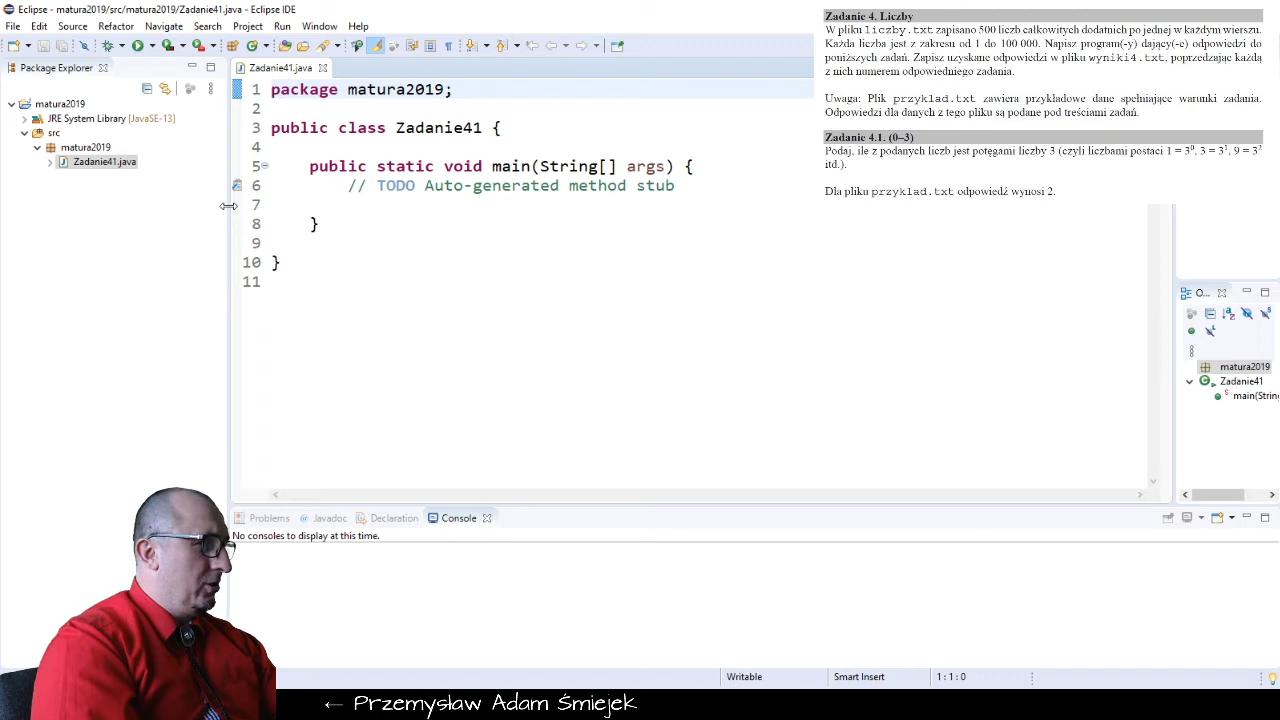 Eclipse - matura2019/src/matura2019/Zadanie41.java - Eclipse IDE
File Edit Source Refactor Navigate Search Project Run Window Help
Package Explorer
matura2019
JRE System Library [JavaSE-13]
src
matura2019
Zadanie41.java
Zadanie41.java
1 package matura2019;
2
3 public class Zadanie41 {
4
5 public static void main(String[] args) {
6 // TODO Auto-generated method stub
7
8 }
9
10 }
11
Zadanie 4. Liczby
W pliku liczby.txt zapisano 500 liczb całkowitych dodatnich po jednej w każdym wierszu.
Każda liczba jest z zakresu od 1 do 100 000. Napisz program(-y) dający(-e) odpowiedzi do
poniższych zadań. Zapisz uzyskane odpowiedzi w pliku wyniki4.txt, poprzedzając każdą
z nich numerem odpowiedniego zadania.
Uwaga: Plik przyklad.txt zawiera przykładowe dane spełniające warunki zadania.
Odpowiedzi dla danych z tego pliku są podane pod treściami zadań.
Zadanie 4.1. (0–3)
Podaj, ile z podanych liczb jest potęgami liczby 3 (czyli liczbami postaci 1 = 3⁰, 3 = 3¹, 9 = 3²
itd.).
Dla pliku przyklad.txt odpowiedź wynosi 2.
O...
matura2019
Zadanie41
main(String
Problems Javadoc Declaration Console
No consoles to display at this time.
Writable Smart Insert 1 : 1 : 0
← Przemysław Adam Śmiejek